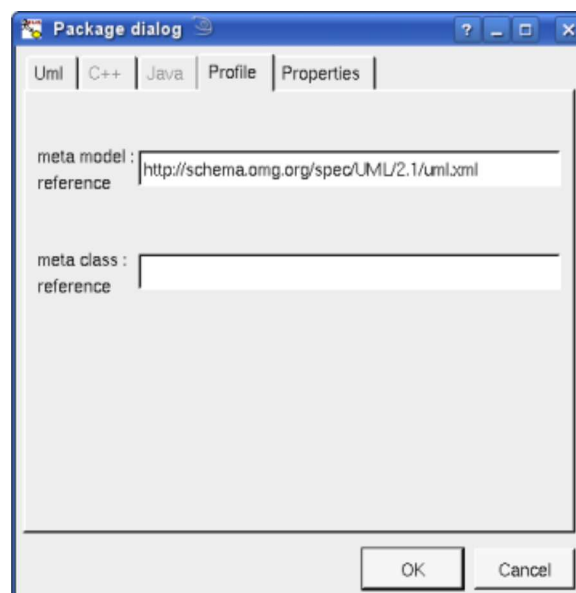 Package dialog
Uml C++ Java Profile Properties
meta model :
reference
http://schema.omg.org/spec/UML/2.1/uml.xml
meta class :
reference
OK Cancel